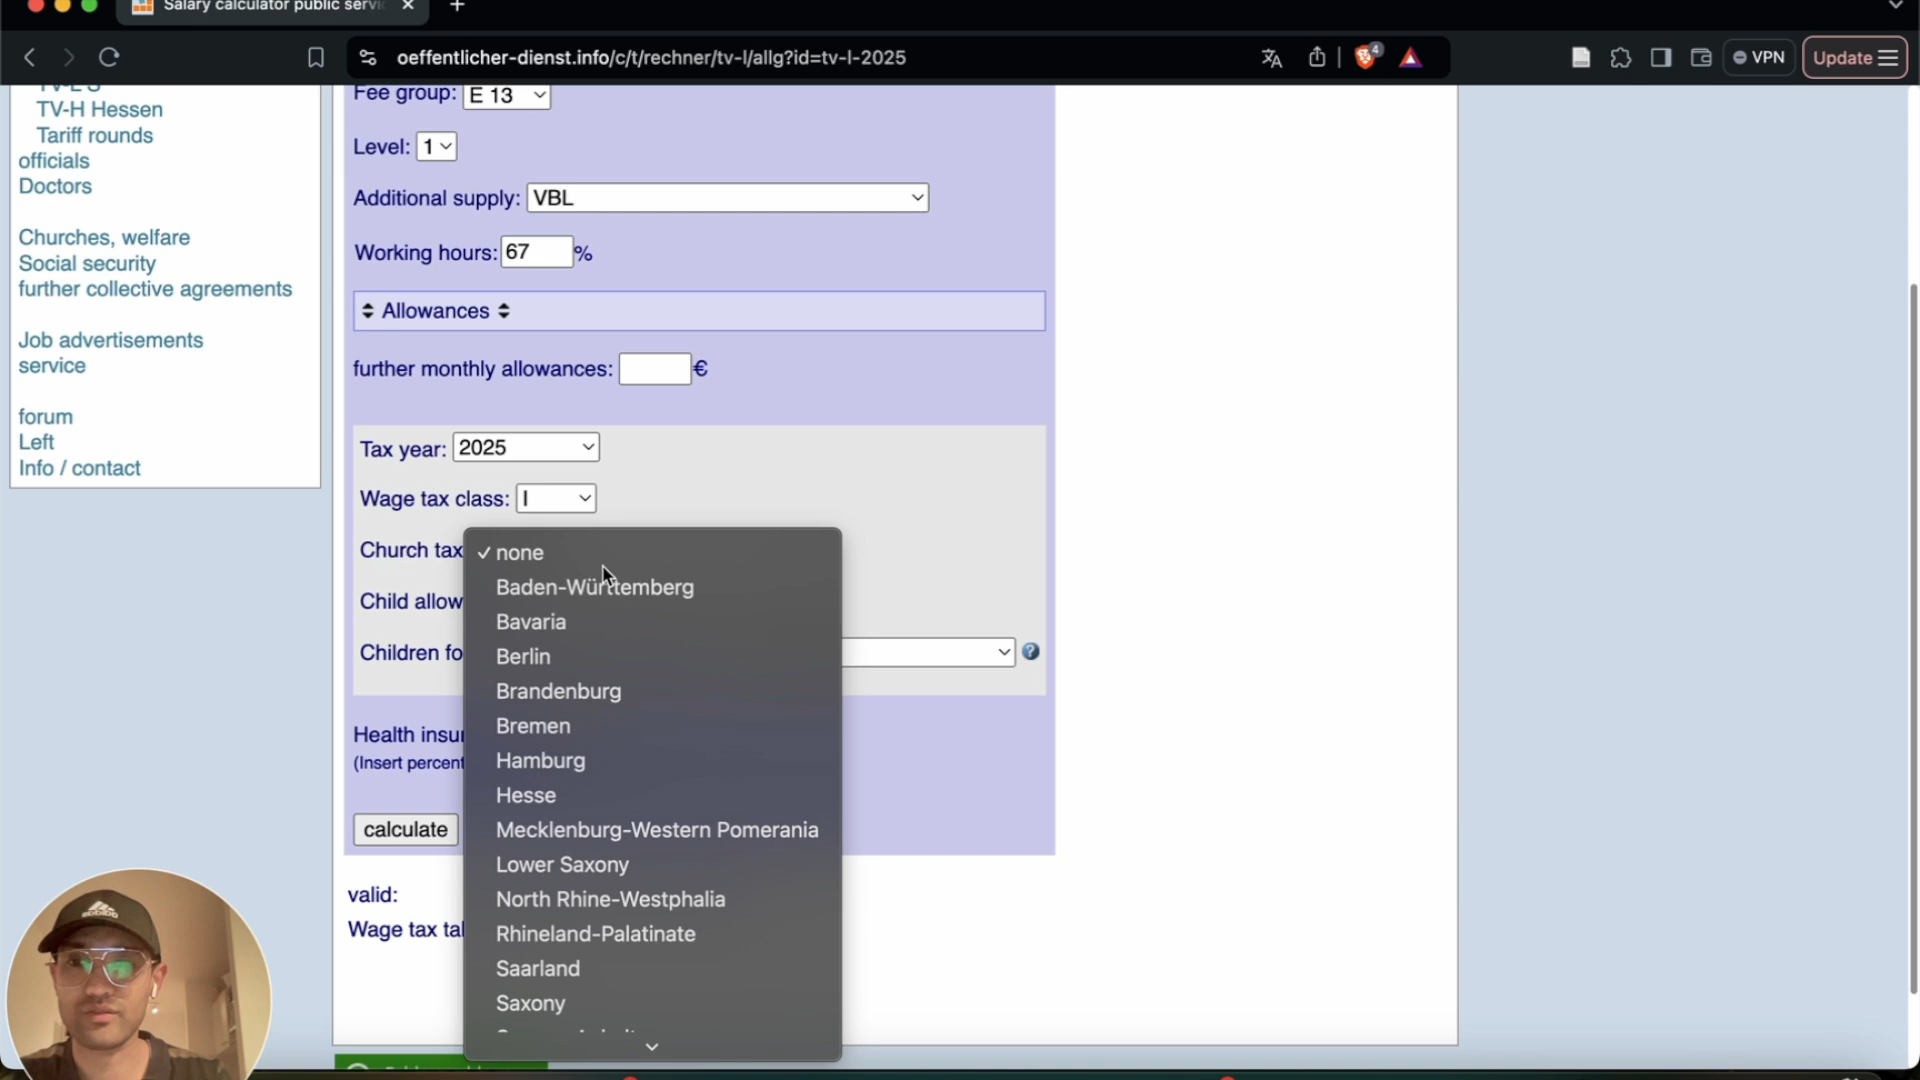 Salary calculator public servi
oeffentlicher-dienst.info/c/t/rechner/tv-l/allg?id=tv-l-2025
4
VPN
Update
TV-L S
TV-H Hessen
Tariff rounds
officials
Doctors
Churches, welfare
Social security
further collective agreements
Job advertisements
service
forum
Left
Info / contact
Fee group: E 13
Level: 1
Additional supply: VBL
Working hours: 67 %
Allowances
further monthly allowances: €
Tax year: 2025
Wage tax class: I
Church tax
Child allow
Children fo
?
Health insu
(Insert percent
calculate
valid:
Wage tax tal
✓ none
Baden-Württemberg
Bavaria
Berlin
Brandenburg
Bremen
Hamburg
Hesse
Mecklenburg-Western Pomerania
Lower Saxony
North Rhine-Westphalia
Rhineland-Palatinate
Saarland
Saxony
adidas